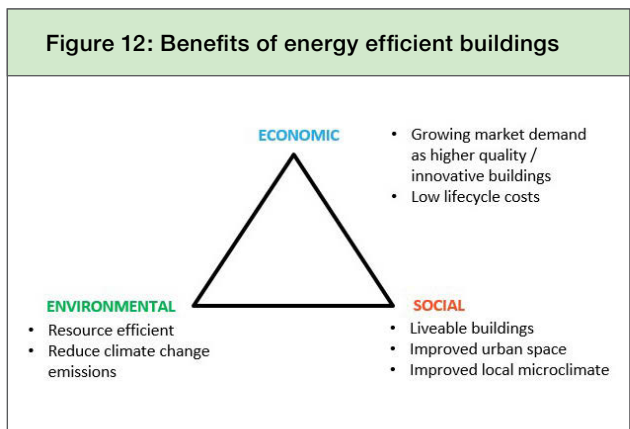 Figure 12: Benefits of energy efficient buildings
ECONOMIC
• Growing market demand
as higher quality /
innovative buildings
• Low lifecycle costs
ENVIRONMENTAL
• Resource efficient
• Reduce climate change
emissions
SOCIAL
• Liveable buildings
• Improved urban space
• Improved local microclimate